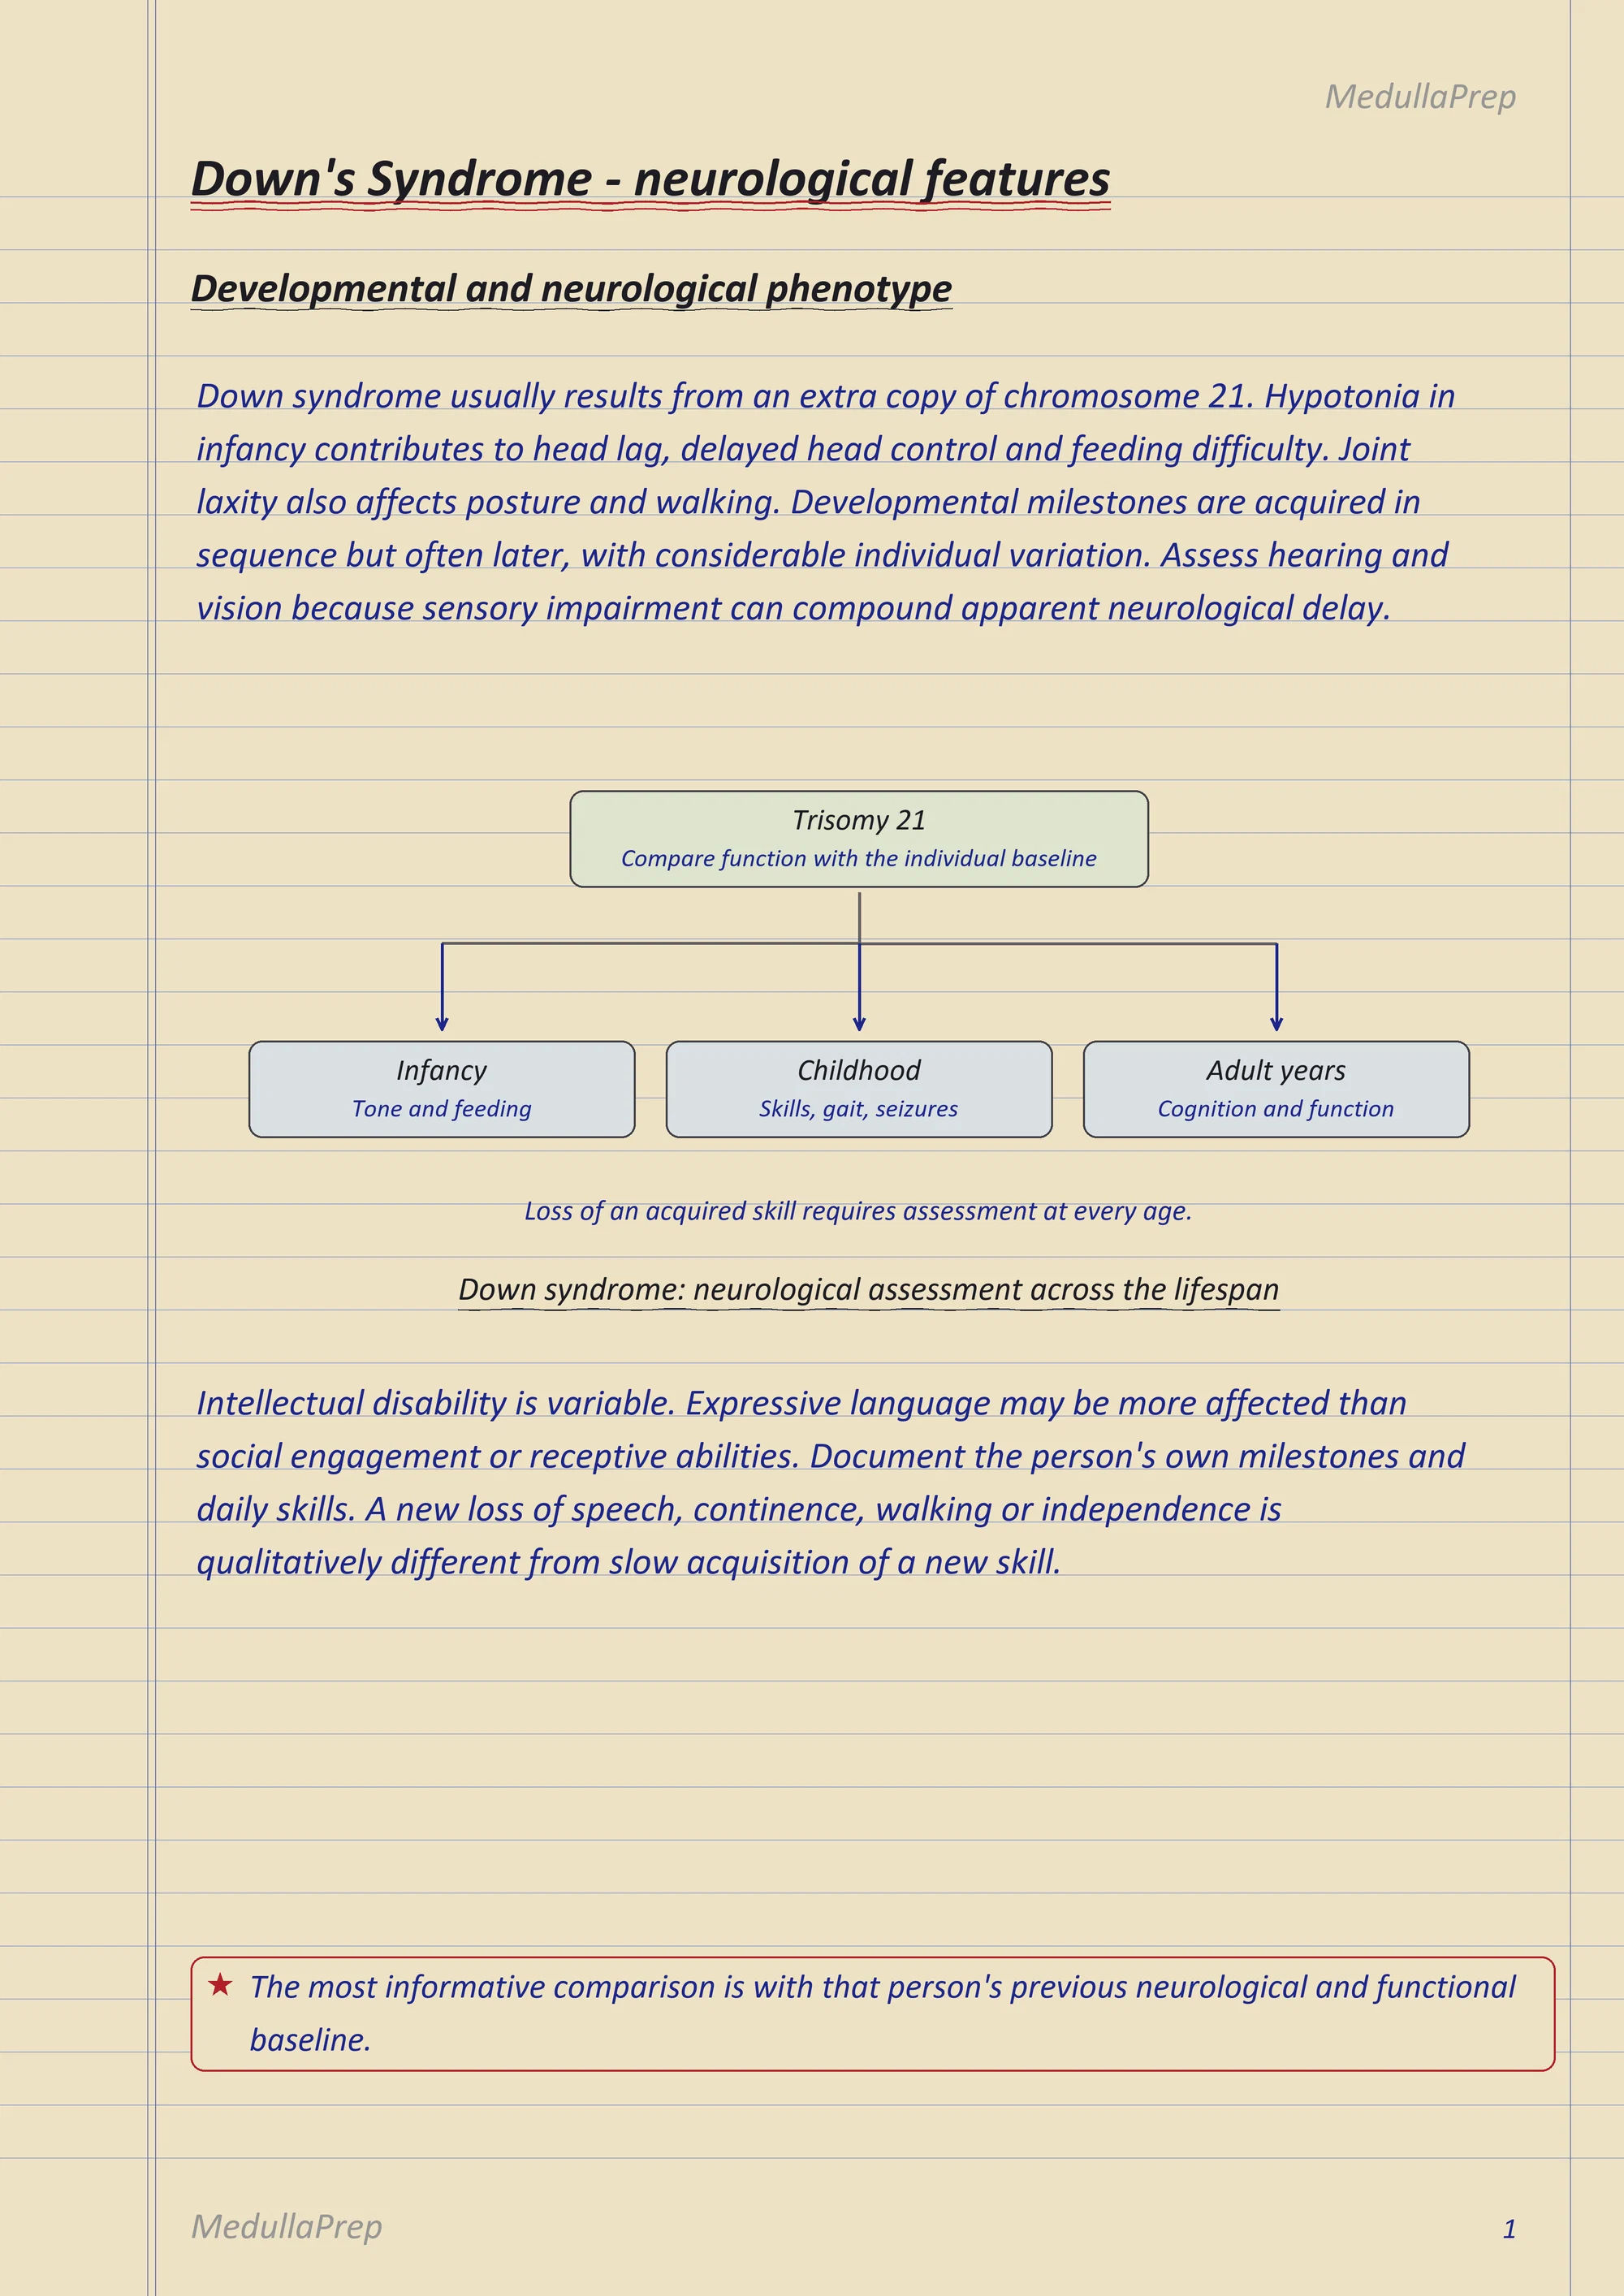 MedullaPrep
Down's Syndrome - neurological features
Developmental and neurological phenotype
Down syndrome usually results from an extra copy of chromosome 21. Hypotonia in
infancy contributes to head lag, delayed head control and feeding difficulty. Joint
laxity also affects posture and walking. Developmental milestones are acquired in
sequence but often later, with considerable individual variation. Assess hearing and
vision because sensory impairment can compound apparent neurological delay.
Trisomy 21
Compare function with the individual baseline
Infancy
Tone and feeding
Childhood
Skills, gait, seizures
Adult years
Cognition and function
Loss of an acquired skill requires assessment at every age.
Down syndrome: neurological assessment across the lifespan
Intellectual disability is variable. Expressive language may be more affected than
social engagement or receptive abilities. Document the person's own milestones and
daily skills. A new loss of speech, continence, walking or independence is
qualitatively different from slow acquisition of a new skill.
★ The most informative comparison is with that person's previous neurological and functional
baseline.
MedullaPrep
1